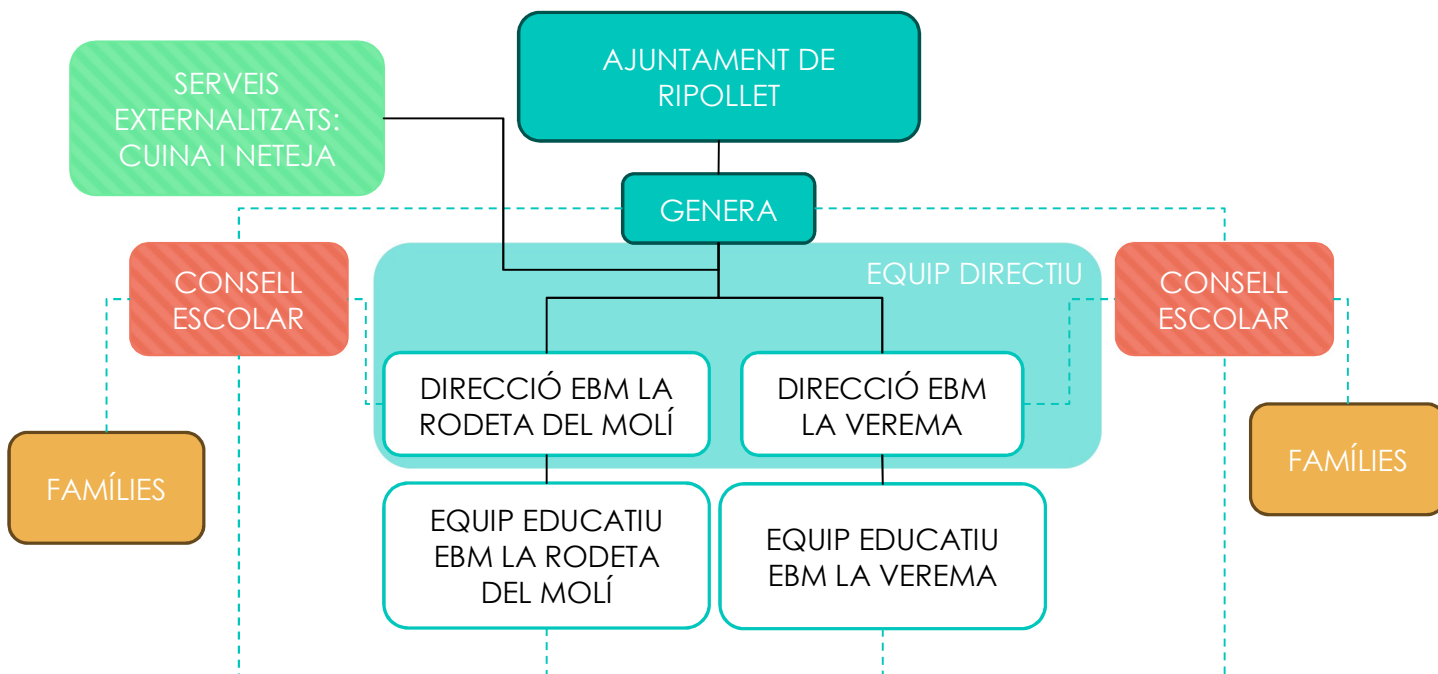 AJUNTAMENT DE
RIPOLLET
SERVEIS
EXTERNALITZATS:
CUINA I NETEJA
GENERA
EQUIP DIRECTIU
CONSELL
ESCOLAR
CONSELL
ESCOLAR
DIRECCIÓ EBM LA
RODETA DEL MOLÍ
DIRECCIÓ EBM
LA VEREMA
FAMÍLIES
FAMÍLIES
EQUIP EDUCATIU
EBM LA RODETA
DEL MOLÍ
EQUIP EDUCATIU
EBM LA VEREMA